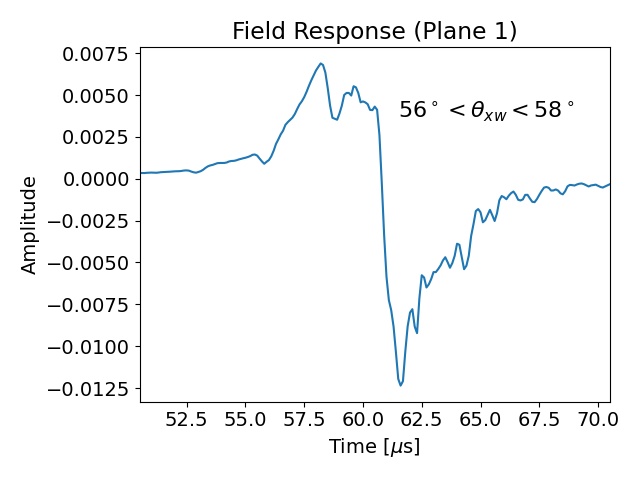 Field Response (Plane 1)
0.0075
0.0050
0.0025
0.0000
−0.0025
−0.0050
−0.0075
−0.0100
−0.0125
Amplitude
56° < θxw < 58°
52.5 55.0 57.5 60.0 62.5 65.0 67.5 70.0
Time [μs]